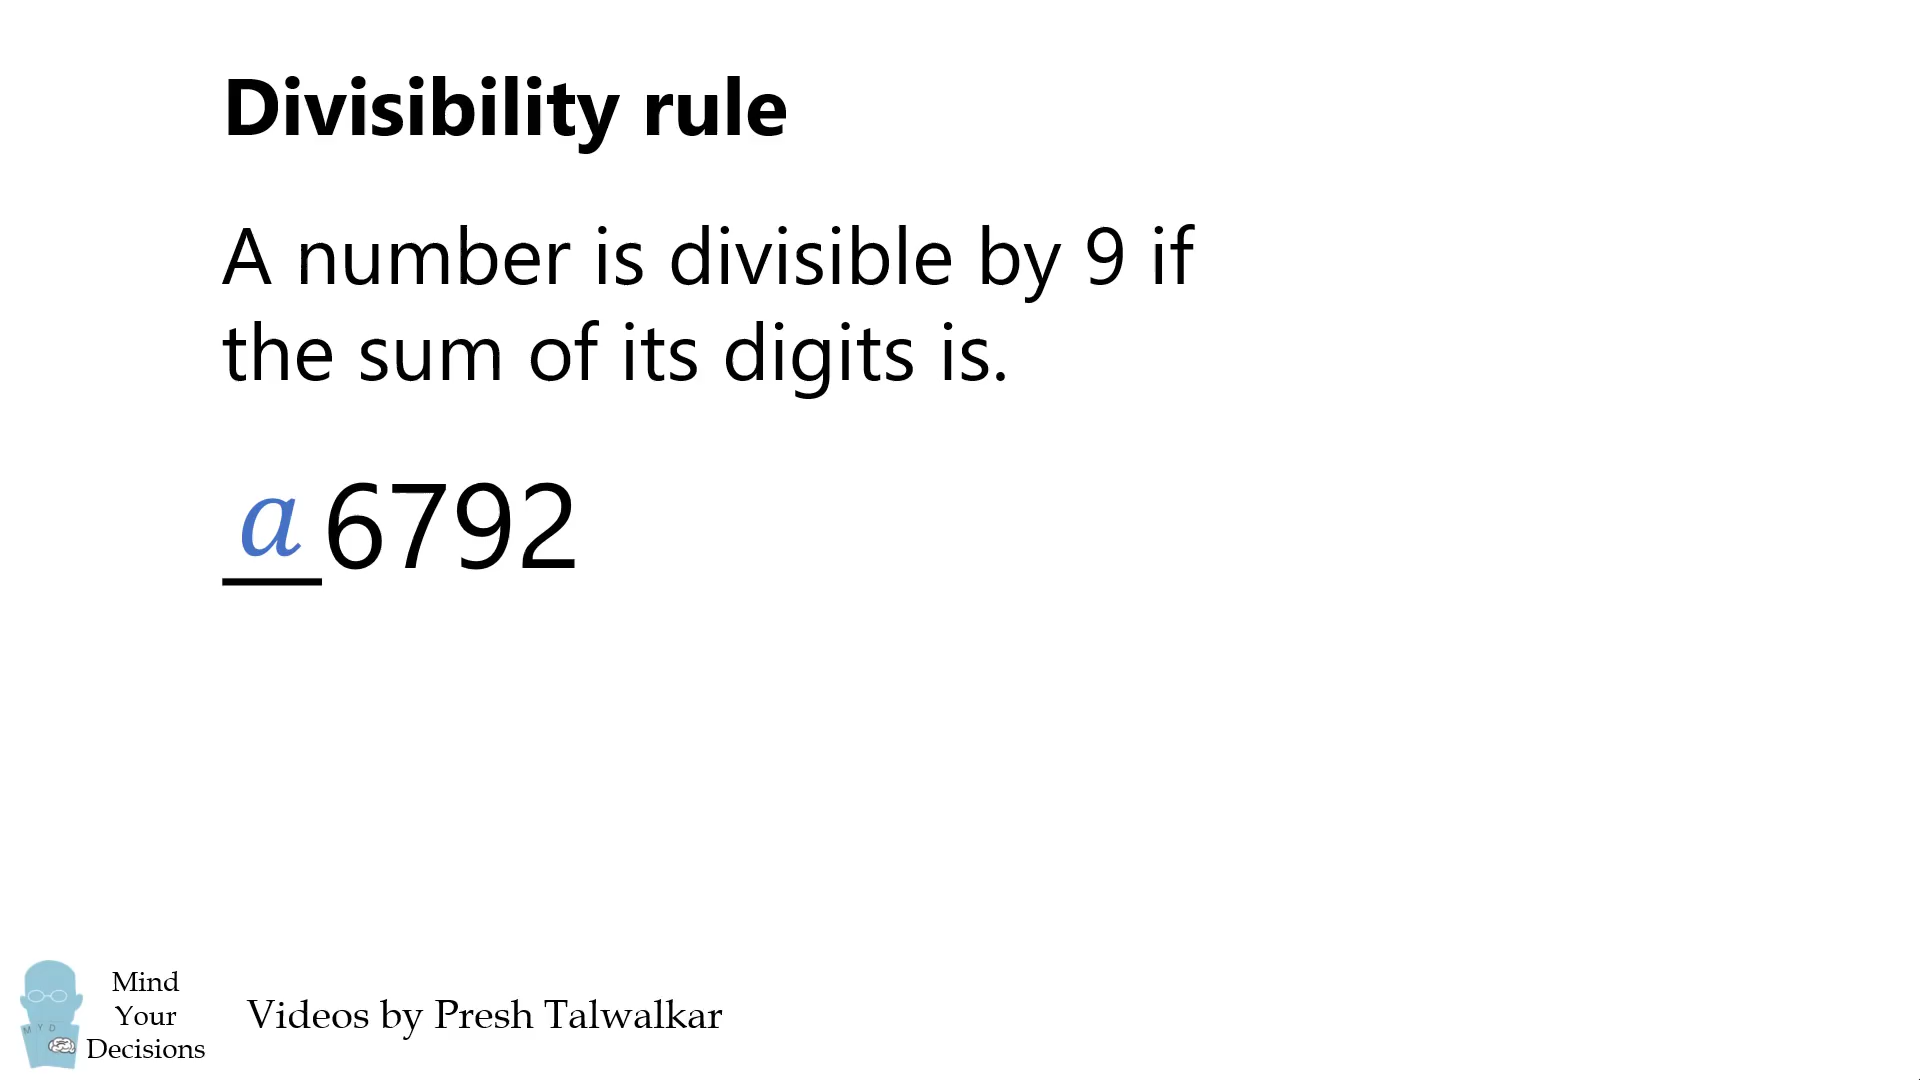 Divisibility rule
A number is divisible by 9 if
the sum of its digits is.
a6792
Mind
Your
Decisions
M Y D
Videos by Presh Talwalkar